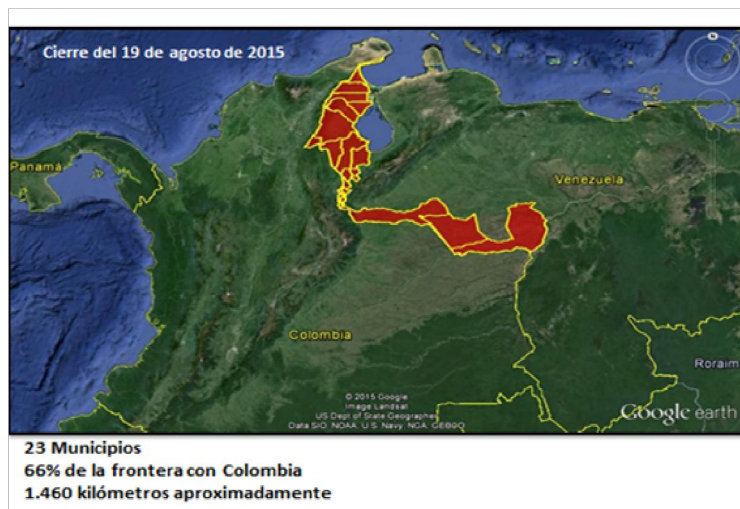 Cierre del 19 de agosto de 2015
Panamá
Venezuela
Colombia
Roraim
© 2015 Google
Image Landsat
US Dept of State Geographer
Data SIO, NOAA, U.S. Navy, NGA, GEBCO
Google earth
23 Municipios
66% de la frontera con Colombia
1.460 kilómetros aproximadamente